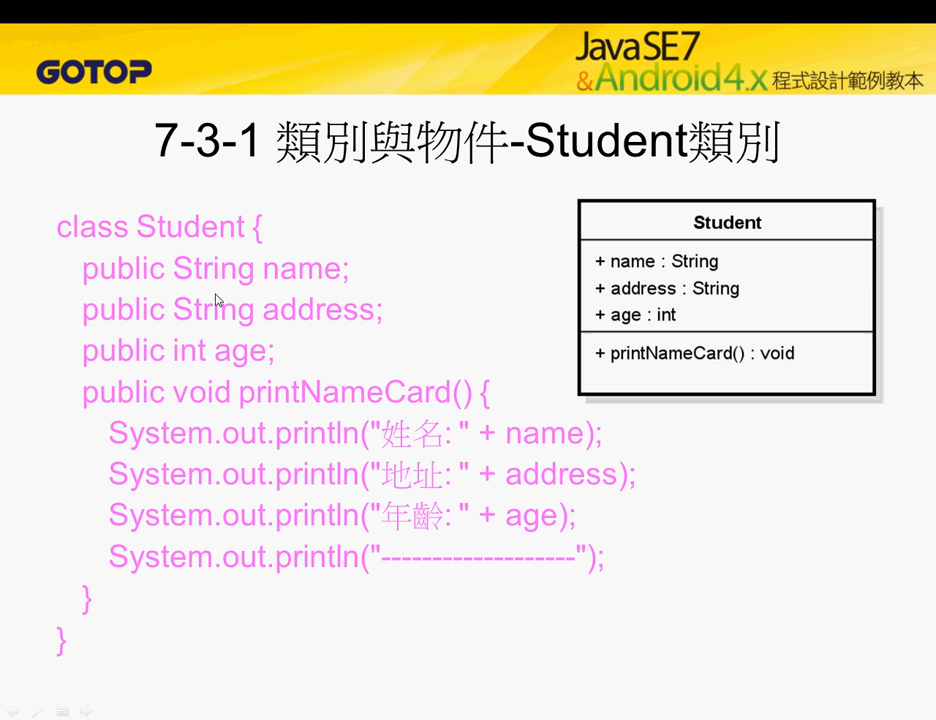 GOTOP
JavaSE7
&Android4.x 程式設計範例教本
7-3-1 類別與物件-Student類別
class Student {
public String name;
public String address;
public int age;
public void printNameCard() {
System.out.println("姓名: " + name);
System.out.println("地址: " + address);
System.out.println("年齡: " + age);
System.out.println("-------------------");
}
}
Student
+ name : String
+ address : String
+ age : int
+ printNameCard() : void